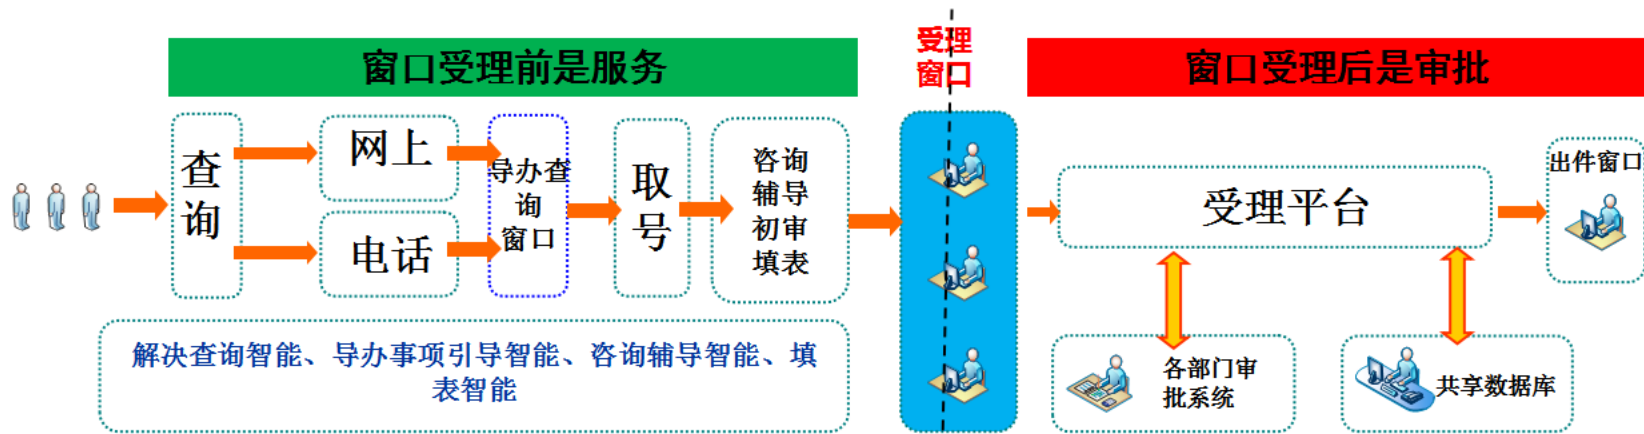 窗口受理前是服务
受理
窗口
窗口受理后是审批
查
询
网上
电话
导办查
询
窗口
取
号
咨询
辅导
初审
填表
受理平台
出件窗口
解决查询智能、导办事项引导智能、咨询辅导智能、填
表智能
各部门审
批系统
共享数据库